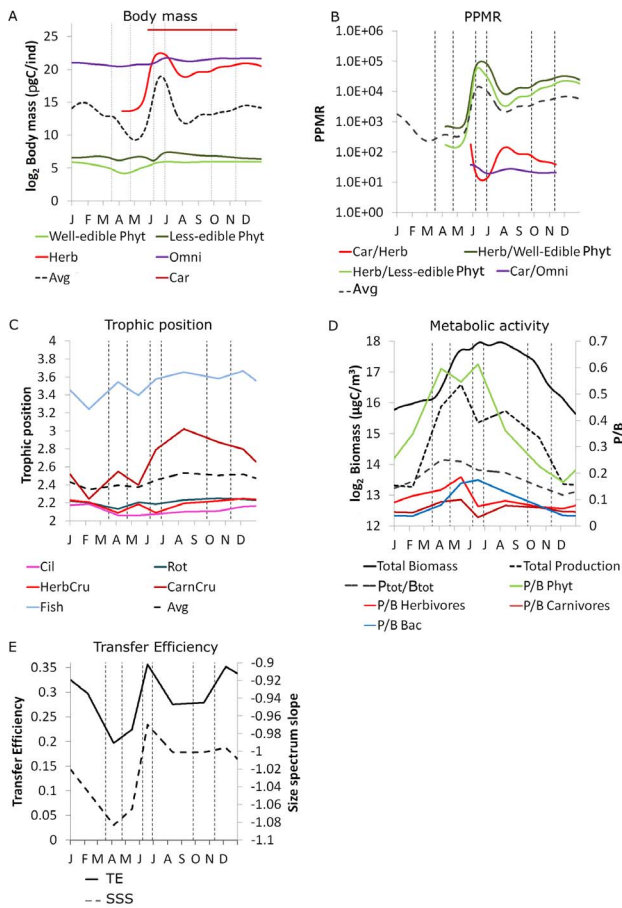 A
Body mass
log2 Body mass (pgC/ind)
25
20
15
10
5
0
J F M A M J J A S O N D
Well-edible Phyt
Less-edible Phyt
Herb
Omni
Avg
Car
B
PPMR
PPMR
1.0E+06
1.0E+05
1.0E+04
1.0E+03
1.0E+02
1.0E+01
1.0E+00
J F M A M J J A S O N D
Car/Herb
Herb/Well-Edible Phyt
Herb/Less-edible Phyt
Car/Omni
Avg
C
Trophic position
Trophic position
4
3.6
3.2
3
2.8
2.4
2.2
2
J F M A M J J A S O N D
Cil
Rot
HerbCru
CarnCru
Fish
Avg
D
Metabolic activity
log2 Biomass (µgC/m³)
18
17
16
15
14
13
12
P/B
0.7
0.6
0.5
0.4
0.3
0.2
0.1
0
J F M A M J J A S O N D
Total Biomass
Total Production
Ptot/Btot
P/B Phyt
P/B Herbivores
P/B Carnivores
P/B Bac
E
Transfer Efficiency
Transfer Efficiency
0.35
0.3
0.25
0.2
0.15
0.1
0.05
0
Size spectrum slope
-0.9
-0.92
-0.94
-0.96
-0.98
-1
-1.02
-1.04
-1.06
-1.08
-1.1
J F M A M J J A S O N D
TE
SSS